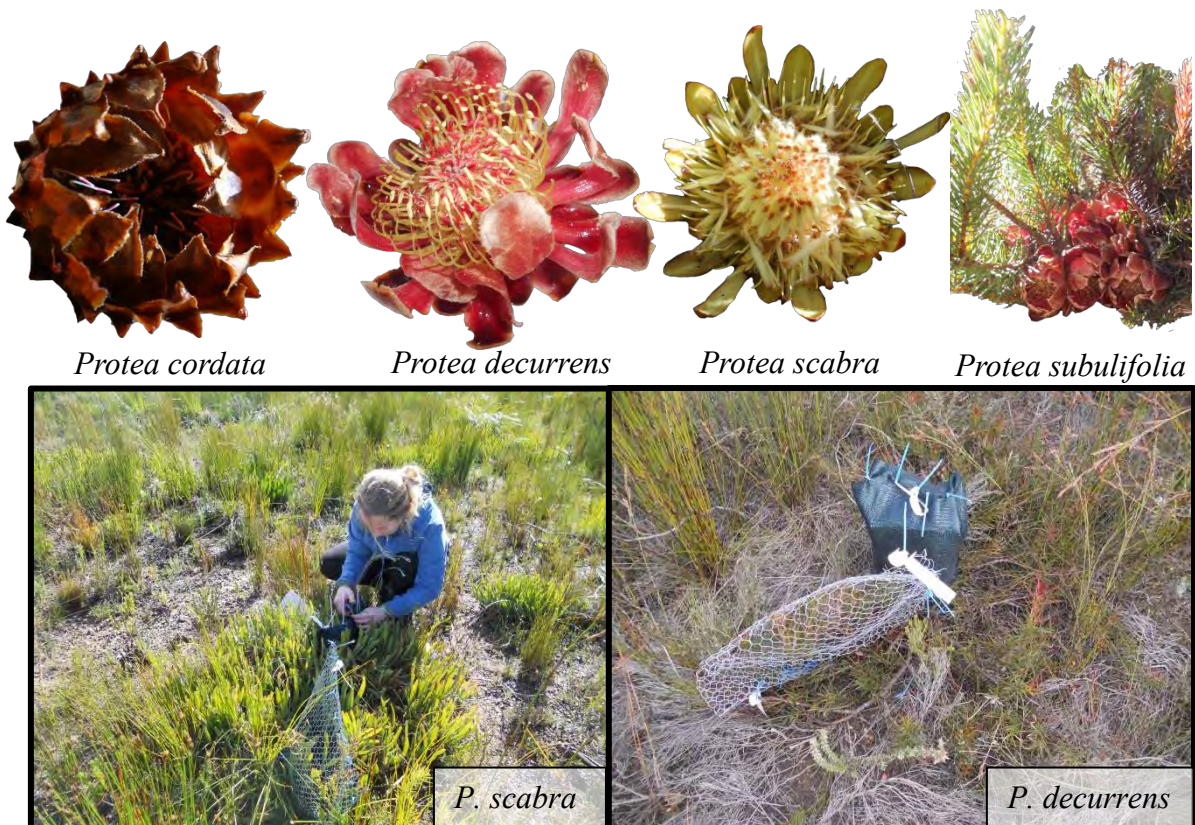 Protea cordata
Protea decurrens
Protea scabra
Protea subulifolia
P. scabra
P. decurrens